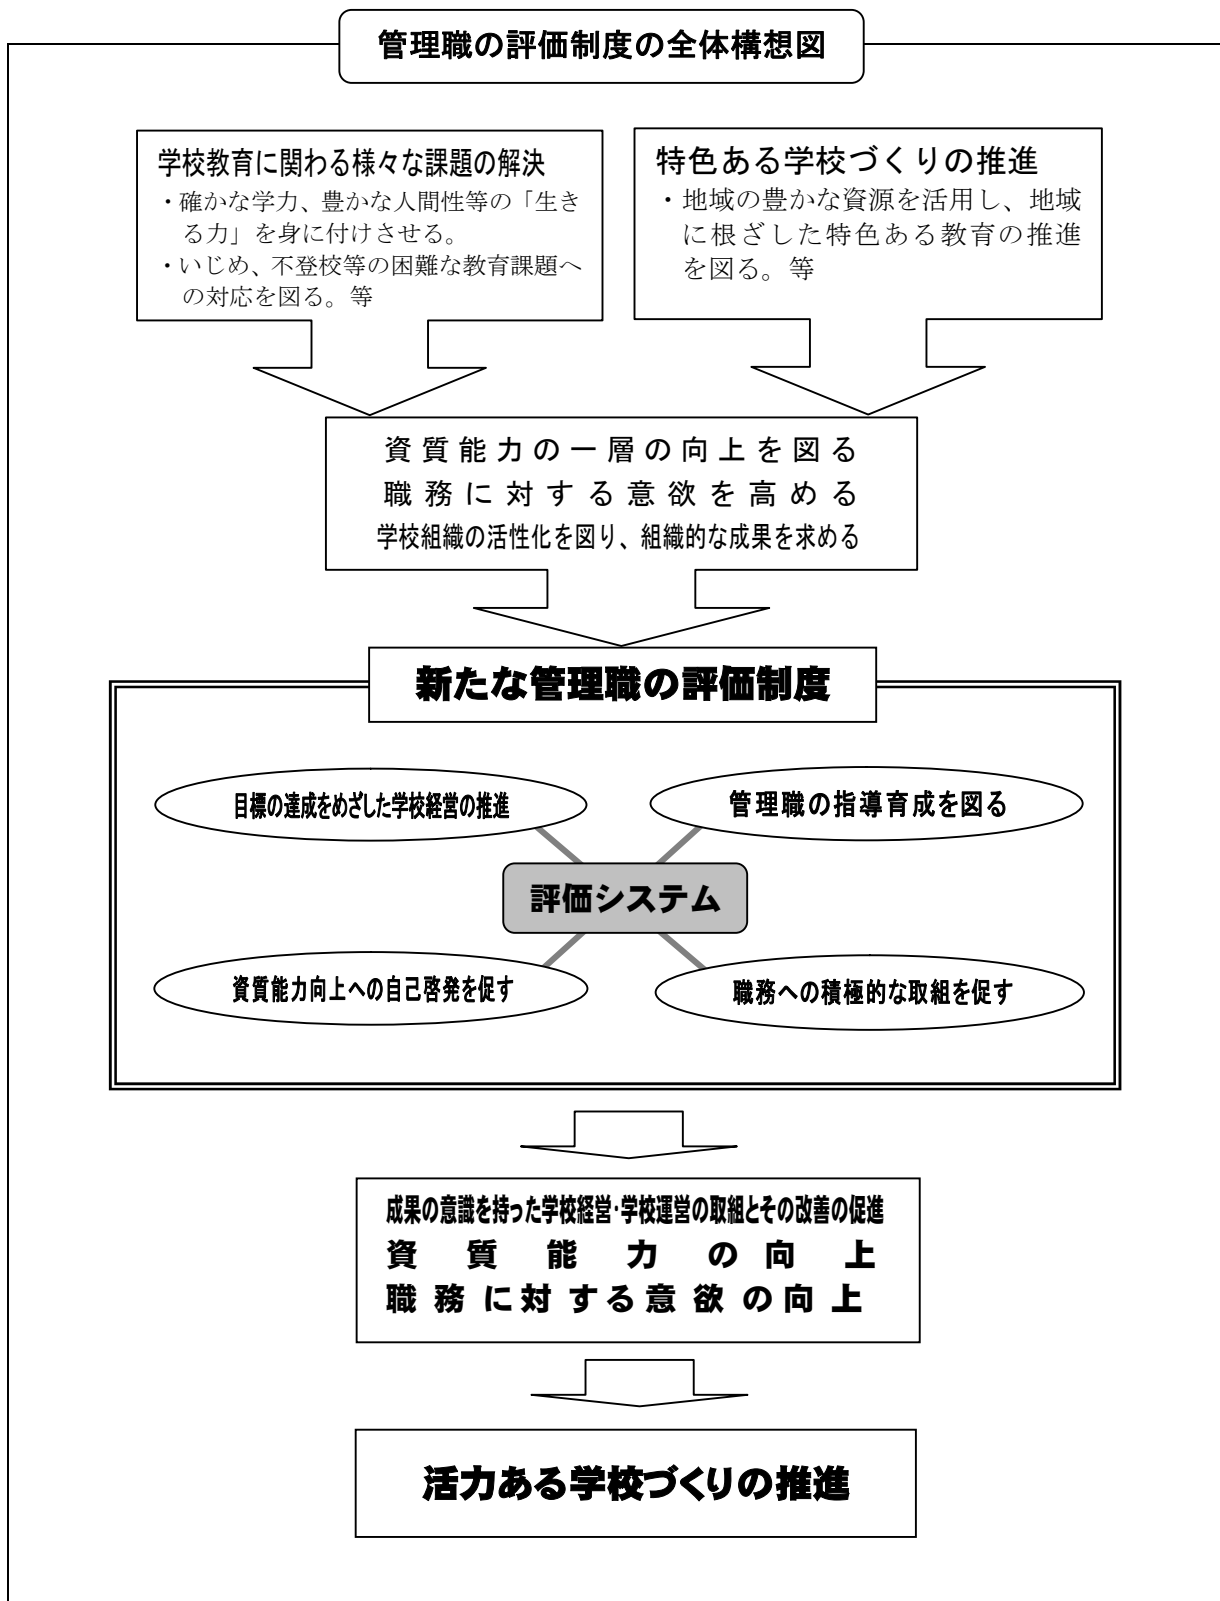 管理職の評価制度の全体構想図
学校教育に関わる様々な課題の解決
・確かな学力、豊かな人間性等の「生き
る力」を身に付けさせる。
・いじめ、不登校等の困難な教育課題へ
の対応を図る。等
特色ある学校づくりの推進
・地域の豊かな資源を活用し、地域
に根ざした特色ある教育の推進
を図る。等
資質能力の一層の向上を図る
職務に対する意欲を高める
学校組織の活性化を図り、組織的な成果を求める
新たな管理職の評価制度
目標の達成をめざした学校経営の推進
管理職の指導育成を図る
評価システム
資質能力向上への自己啓発を促す
職務への積極的な取組を促す
成果の意識を持った学校経営・学校運営の取組とその改善の促進
資質能力の向上
職務に対する意欲の向上
活力ある学校づくりの推進